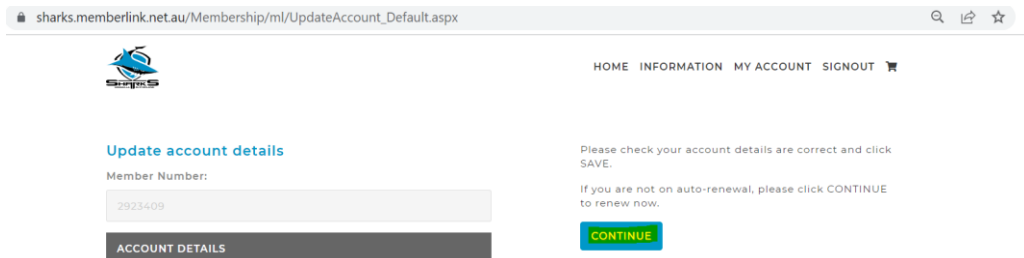 sharks.memberlink.net.au/Membership/ml/UpdateAccount_Default.aspx
SHARKS
HOME INFORMATION MY ACCOUNT SIGNOUT
Update account details
Member Number:
2923409
ACCOUNT DETAILS
Please check your account details are correct and click
SAVE.
If you are not on auto-renewal, please click CONTINUE
to renew now.
CONTINUE